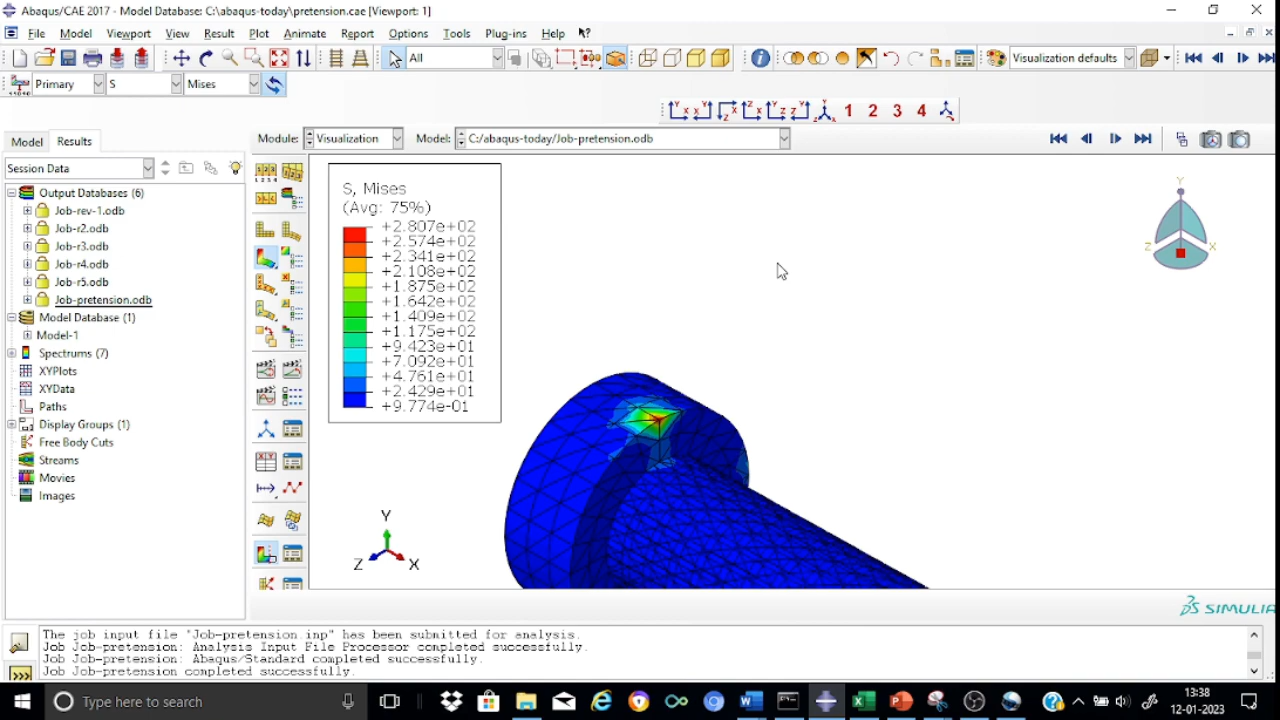 Abaqus/CAE 2017 - Model Database: C:\abaqus-today\pretension.cae [Viewport: 1]
File Model Viewport View Result Plot Animate Report Options Tools Plug-ins Help
All
Visualization defaults
Primary
S
Mises
1 2 3 4
Model Results
Module: Visualization
Model: C:/abaqus-today/Job-pretension.odb
Session Data
Output Databases (6)
Job-rev-1.odb
Job-r2.odb
Job-r3.odb
Job-r4.odb
Job-r5.odb
Job-pretension.odb
Model Database (1)
Model-1
Spectrums (7)
XYPlots
XYData
Paths
Display Groups (1)
Free Body Cuts
Streams
Movies
Images
S, Mises
(Avg: 75%)
+2.807e+02
+2.574e+02
+2.341e+02
+2.108e+02
+1.875e+02
+1.642e+02
+1.409e+02
+1.175e+02
+9.423e+01
+7.092e+01
+4.761e+01
+2.429e+01
+9.774e-01
Y
Z
X
Y
Z
X
SIMULIA
The job input file "Job-pretension.inp" has been submitted for analysis.
Job Job-pretension: Analysis Input File Processor completed successfully.
Job Job-pretension: Abaqus/Standard completed successfully.
Job Job-pretension completed successfully.
Type here to search
13:38
12-01-2023